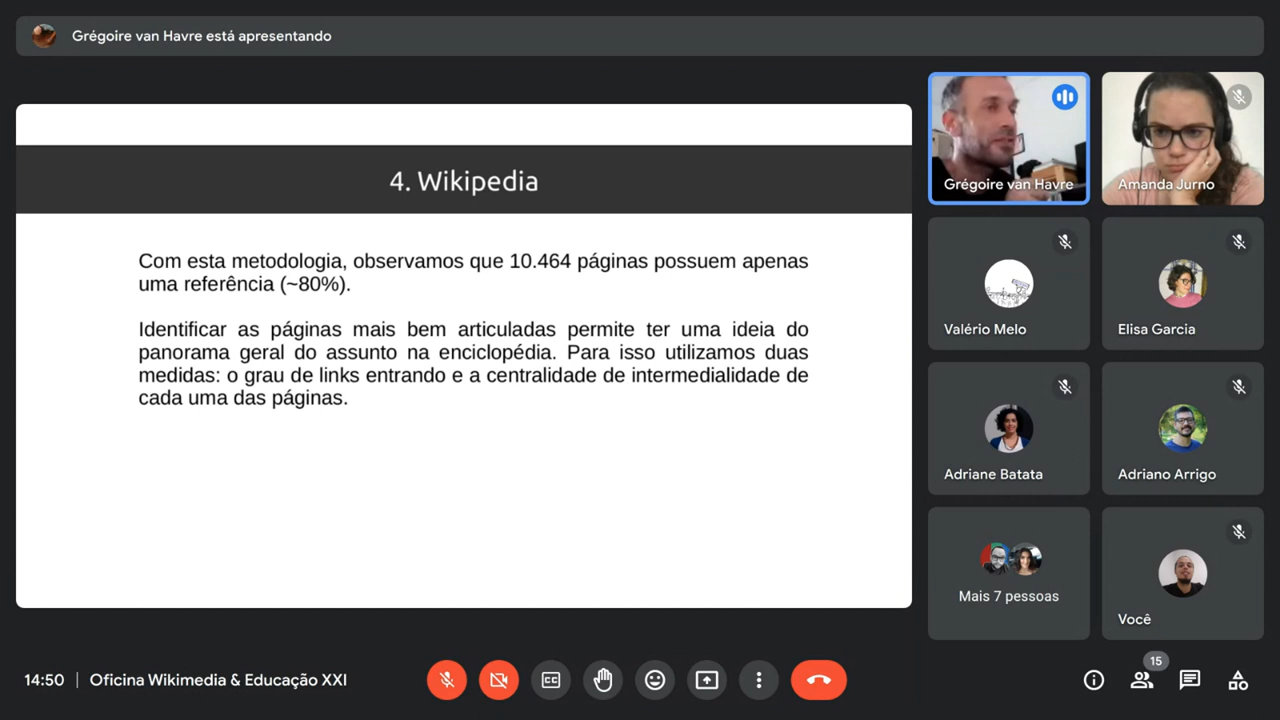 Grégoire van Havre está apresentando
4. Wikipedia
Com esta metodologia, observamos que 10.464 páginas possuem apenas
uma referência (~80%).
Identificar as páginas mais bem articuladas permite ter uma ideia do
panorama geral do assunto na enciclopédia. Para isso utilizamos duas
medidas: o grau de links entrando e a centralidade de intermedialidade de
cada uma das páginas.
Grégoire van Havre
Amanda Jurno
Valério Melo
Elisa Garcia
Adriane Batata
Adriano Arrigo
Mais 7 pessoas
Você
14:50 | Oficina Wikimedia & Educação XXI
CC
15